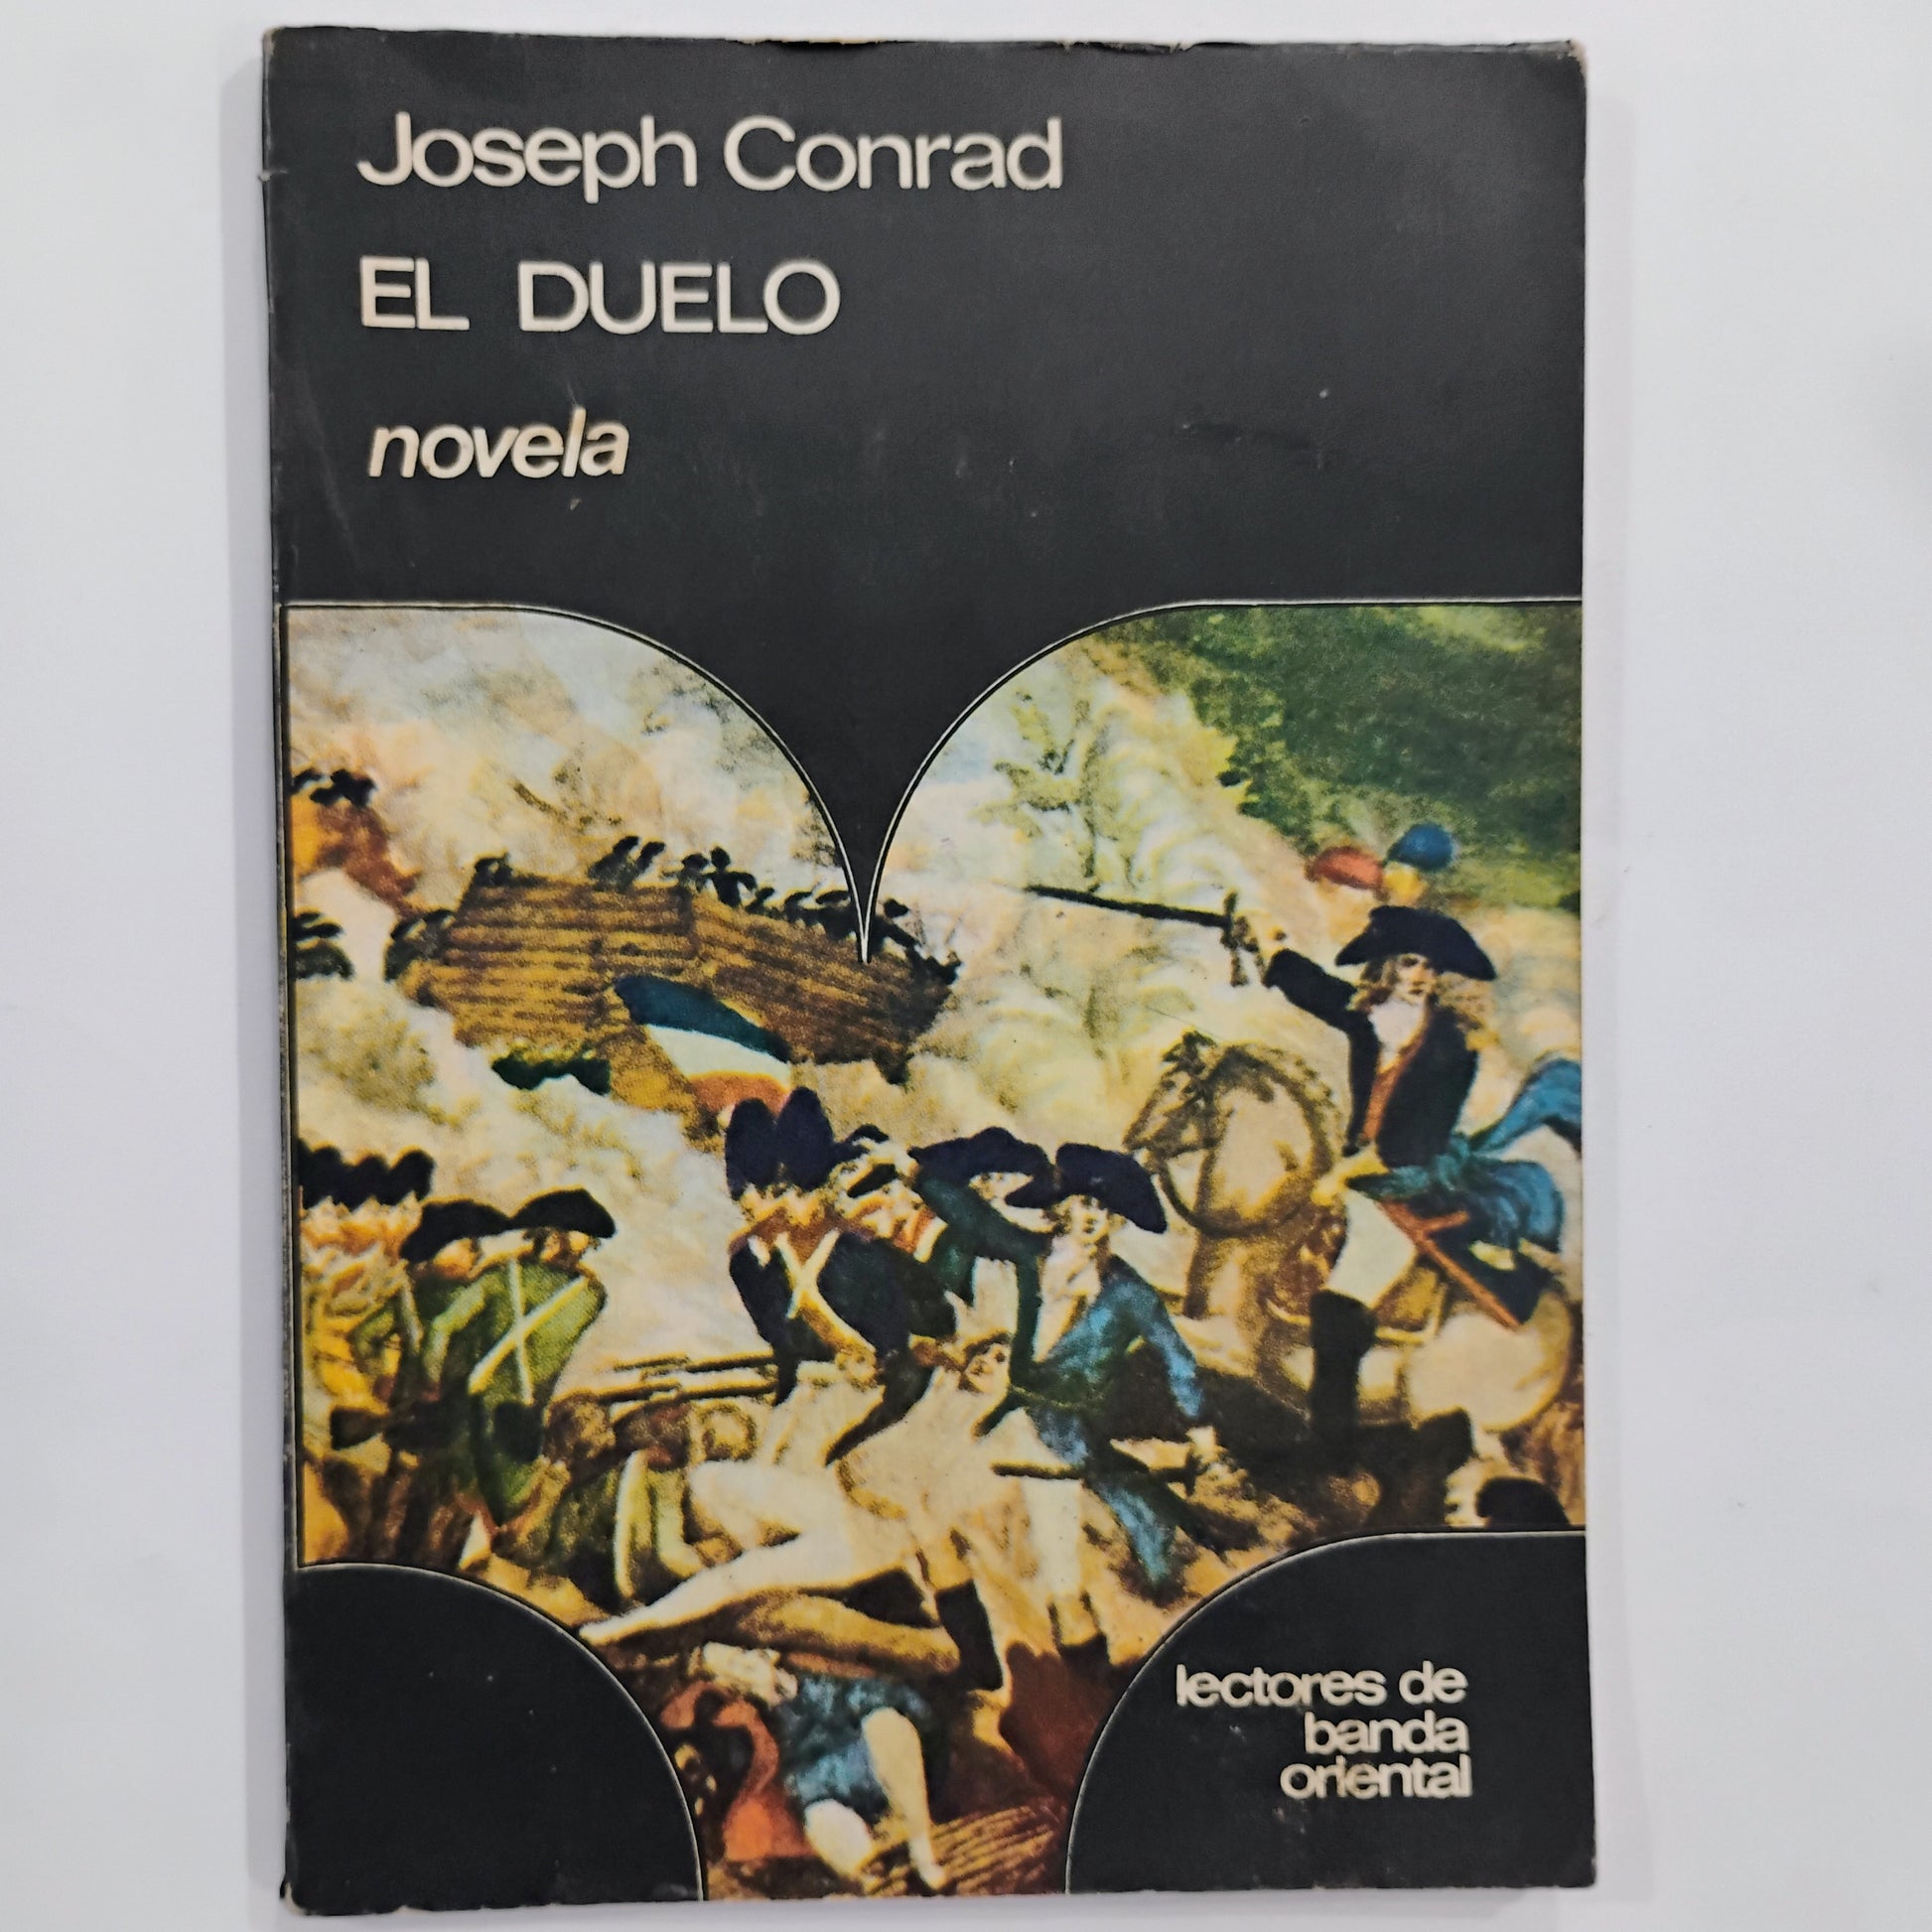 Joseph Conrad
EL DUELO
novela
lectores de
banda
oriental